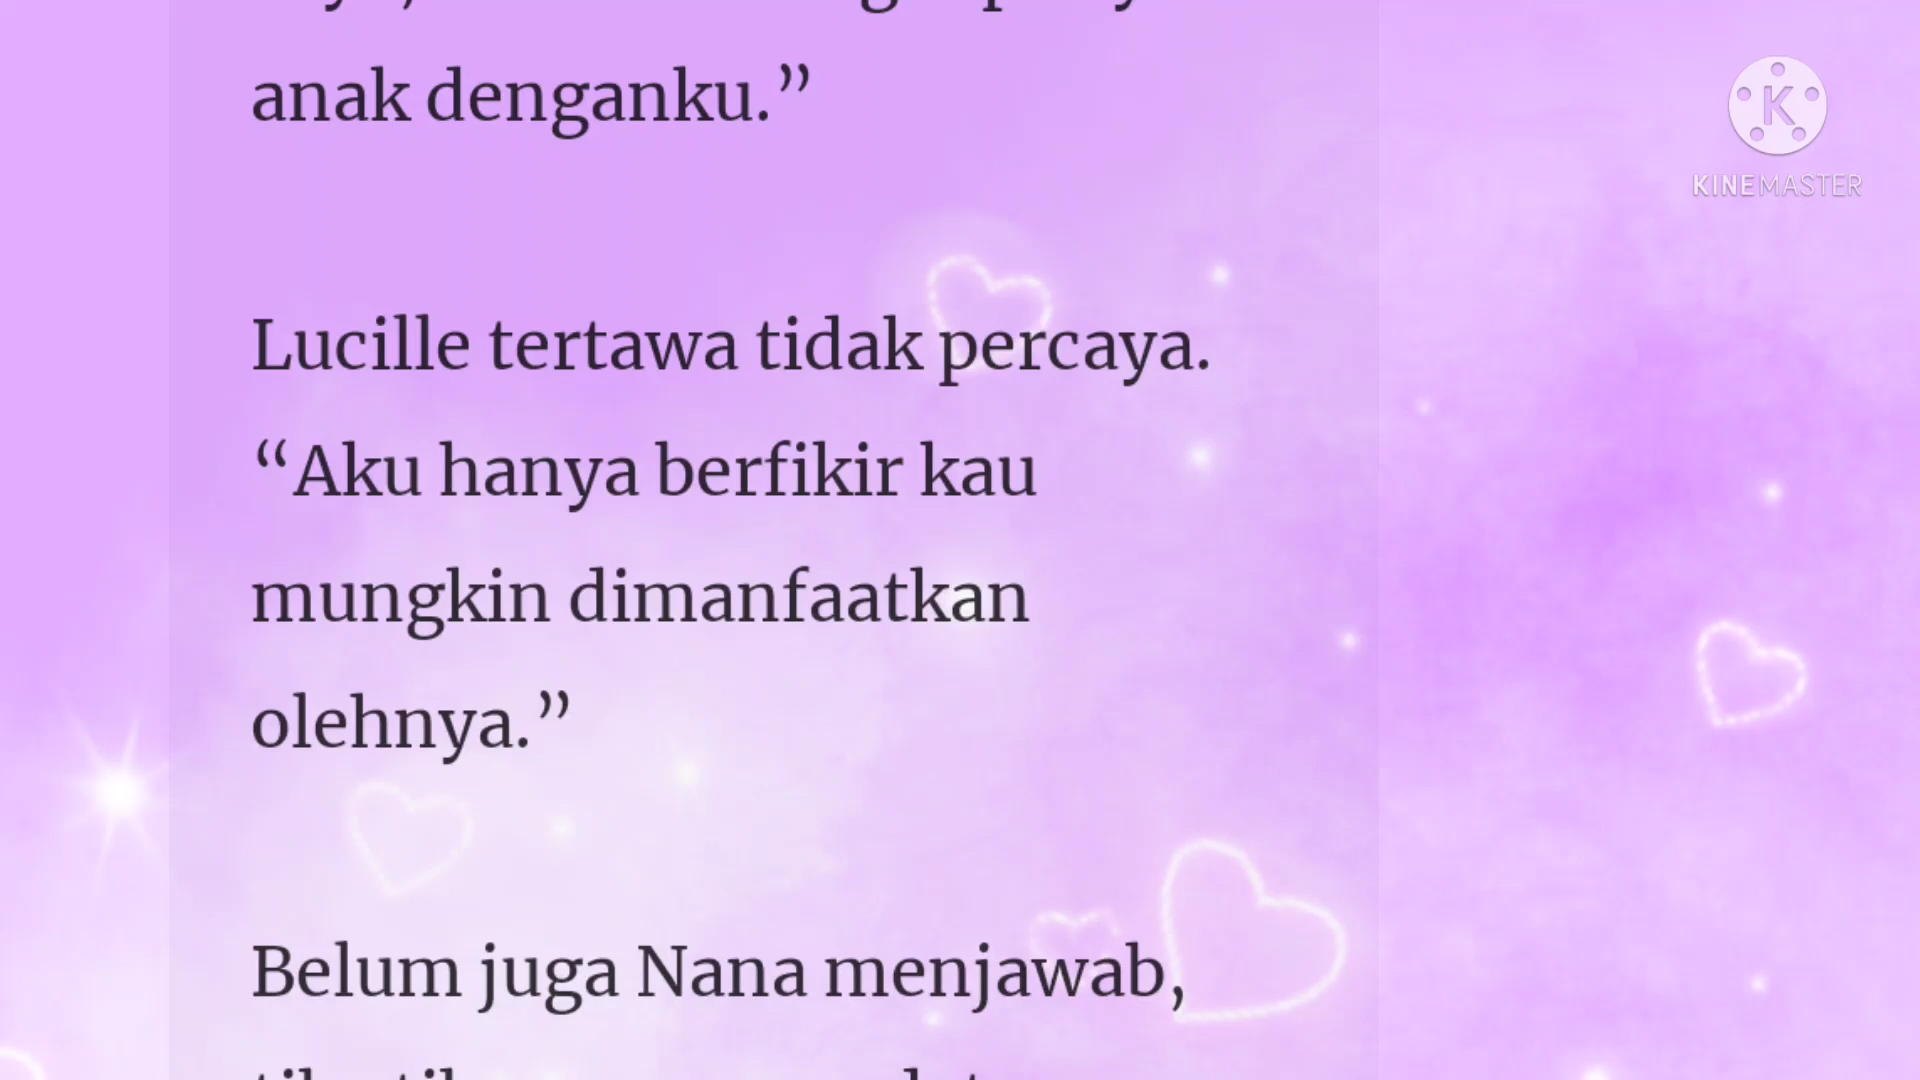 anak denganku.”
Lucille tertawa tidak percaya.
“Aku hanya berfikir kau
mungkin dimanfaatkan
olehnya.”
Belum juga Nana menjawab,
K
KINEMASTER